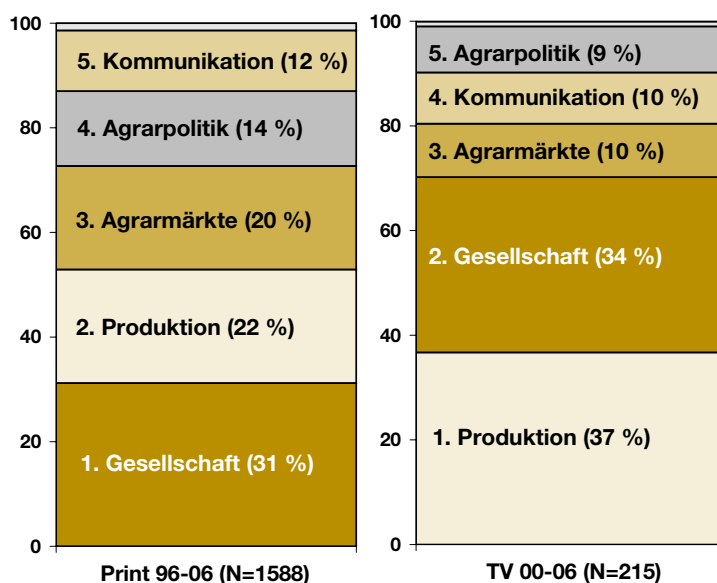 100
80
60
40
20
0
5. Kommunikation (12 %)
4. Agrarpolitik (14 %)
3. Agrarmärkte (20 %)
2. Produktion (22 %)
1. Gesellschaft (31 %)
Print 96-06 (N=1588)
100
80
60
40
20
0
5. Agrarpolitik (9 %)
4. Kommunikation (10 %)
3. Agrarmärkte (10 %)
2. Gesellschaft (34 %)
1. Produktion (37 %)
TV 00-06 (N=215)